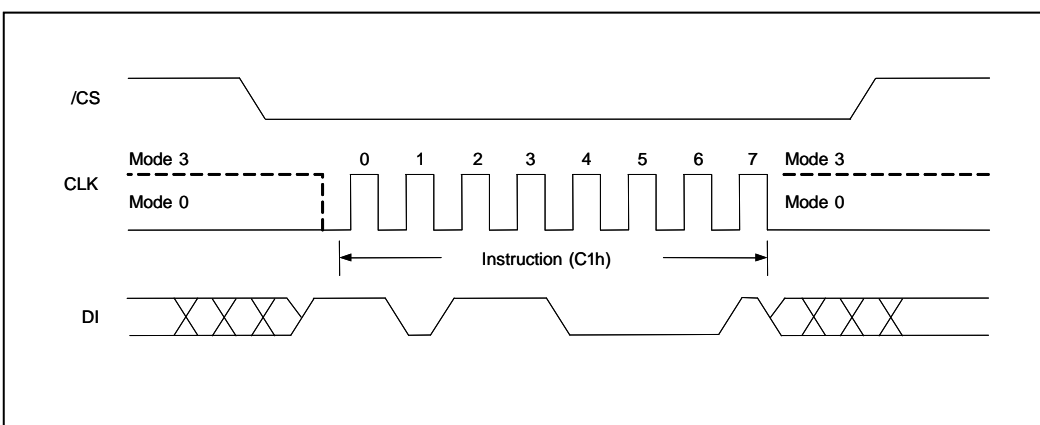 /CS
Mode 3 0 1 2 3 4 5 6 7 Mode 3
CLK
Mode 0 Mode 0
Instruction (C1h)
DI